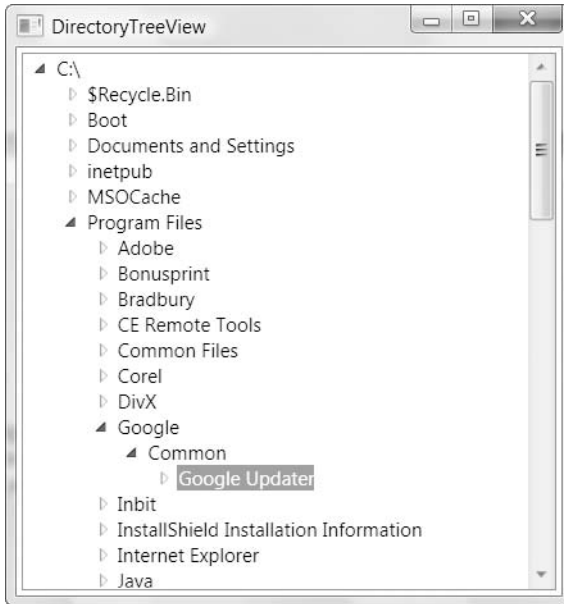 DirectoryTreeView
C:\
$Recycle.Bin
Boot
Documents and Settings
inetpub
MSOCache
Program Files
Adobe
Bonusprint
Bradbury
CE Remote Tools
Common Files
Corel
DivX
Google
Common
Google Updater
Inbit
InstallShield Installation Information
Internet Explorer
Java